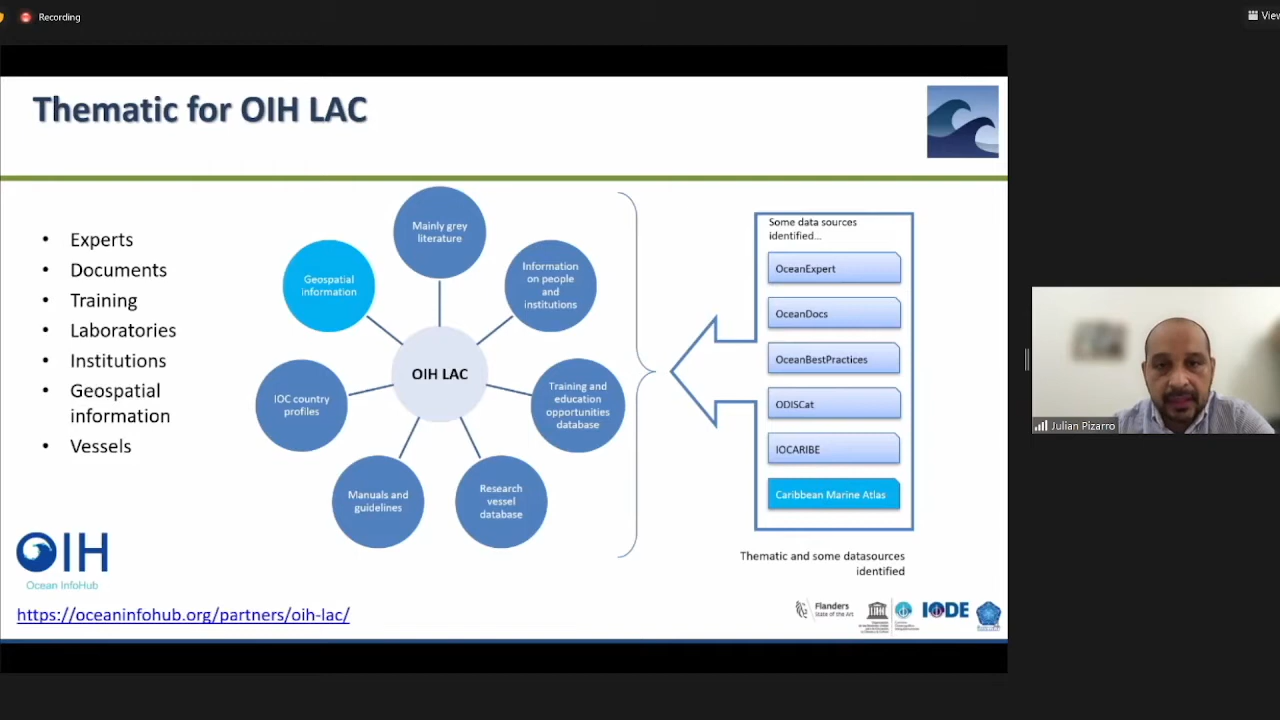 Recording
View
Thematic for OIH LAC
• Experts
• Documents
• Training
• Laboratories
• Institutions
• Geospatial
information
• Vessels
Mainly grey
literature
Geospatial
information
Information
on people
and
institutions
OIH LAC
IOC country
profiles
Training and
education
opportunities
database
Manuals and
guidelines
Research
vessel
database
Some data sources
identified...
OceanExpert
OceanDocs
OceanBestPractices
ODISCat
IOCARIBE
Caribbean Marine Atlas
Thematic and some datasources
identified
Julian Pizarro
OIH
Ocean InfoHub
https://oceaninfohub.org/partners/oih-lac/
Flanders
State of the Art
IODE